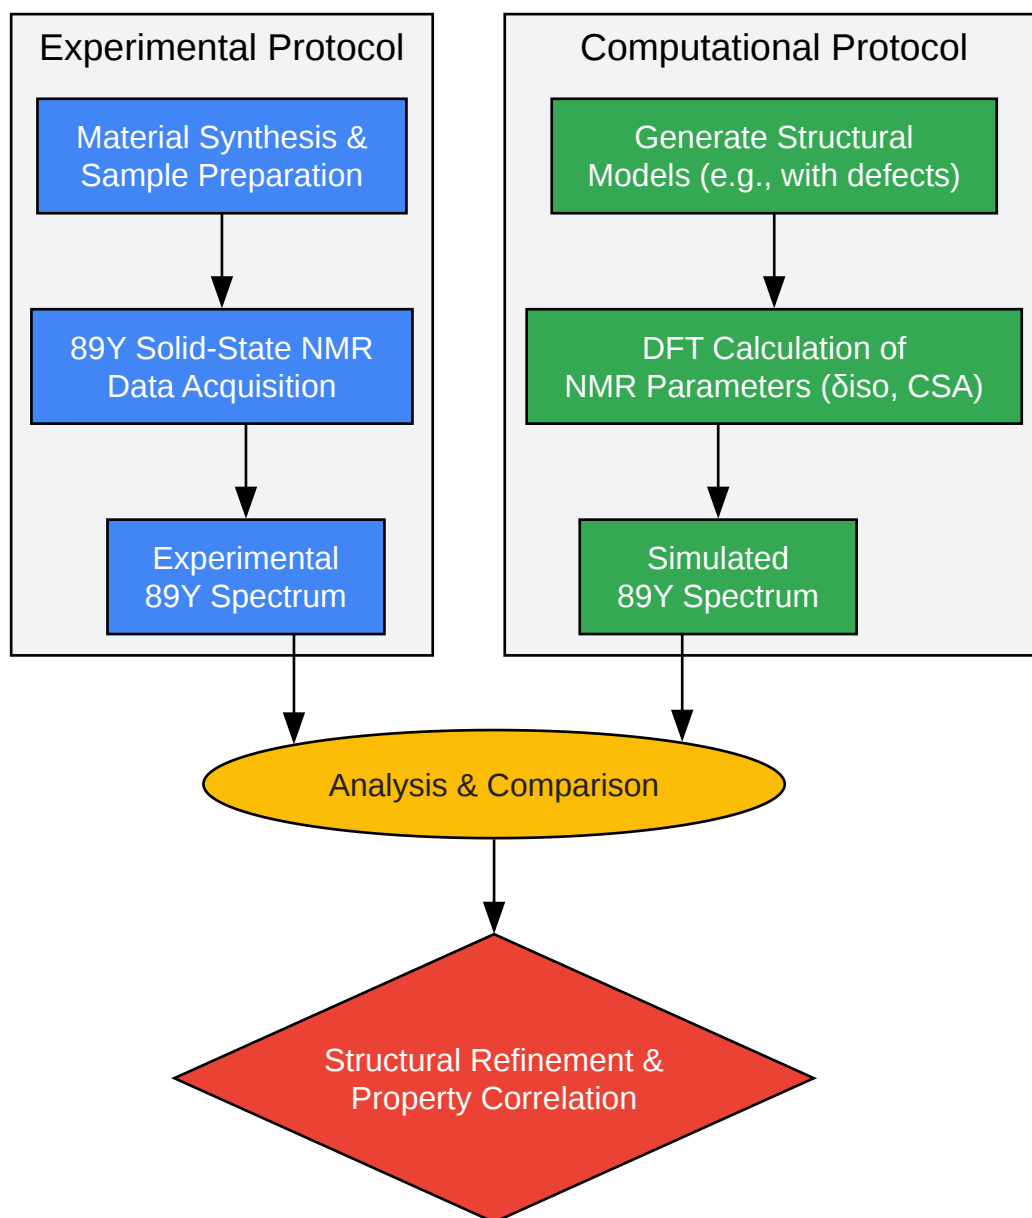 Experimental Protocol
Material Synthesis &
Sample Preparation
89Y Solid-State NMR
Data Acquisition
Experimental
89Y Spectrum
Computational Protocol
Generate Structural
Models (e.g., with defects)
DFT Calculation of
NMR Parameters (δiso, CSA)
Simulated
89Y Spectrum
Analysis & Comparison
Structural Refinement &
Property Correlation